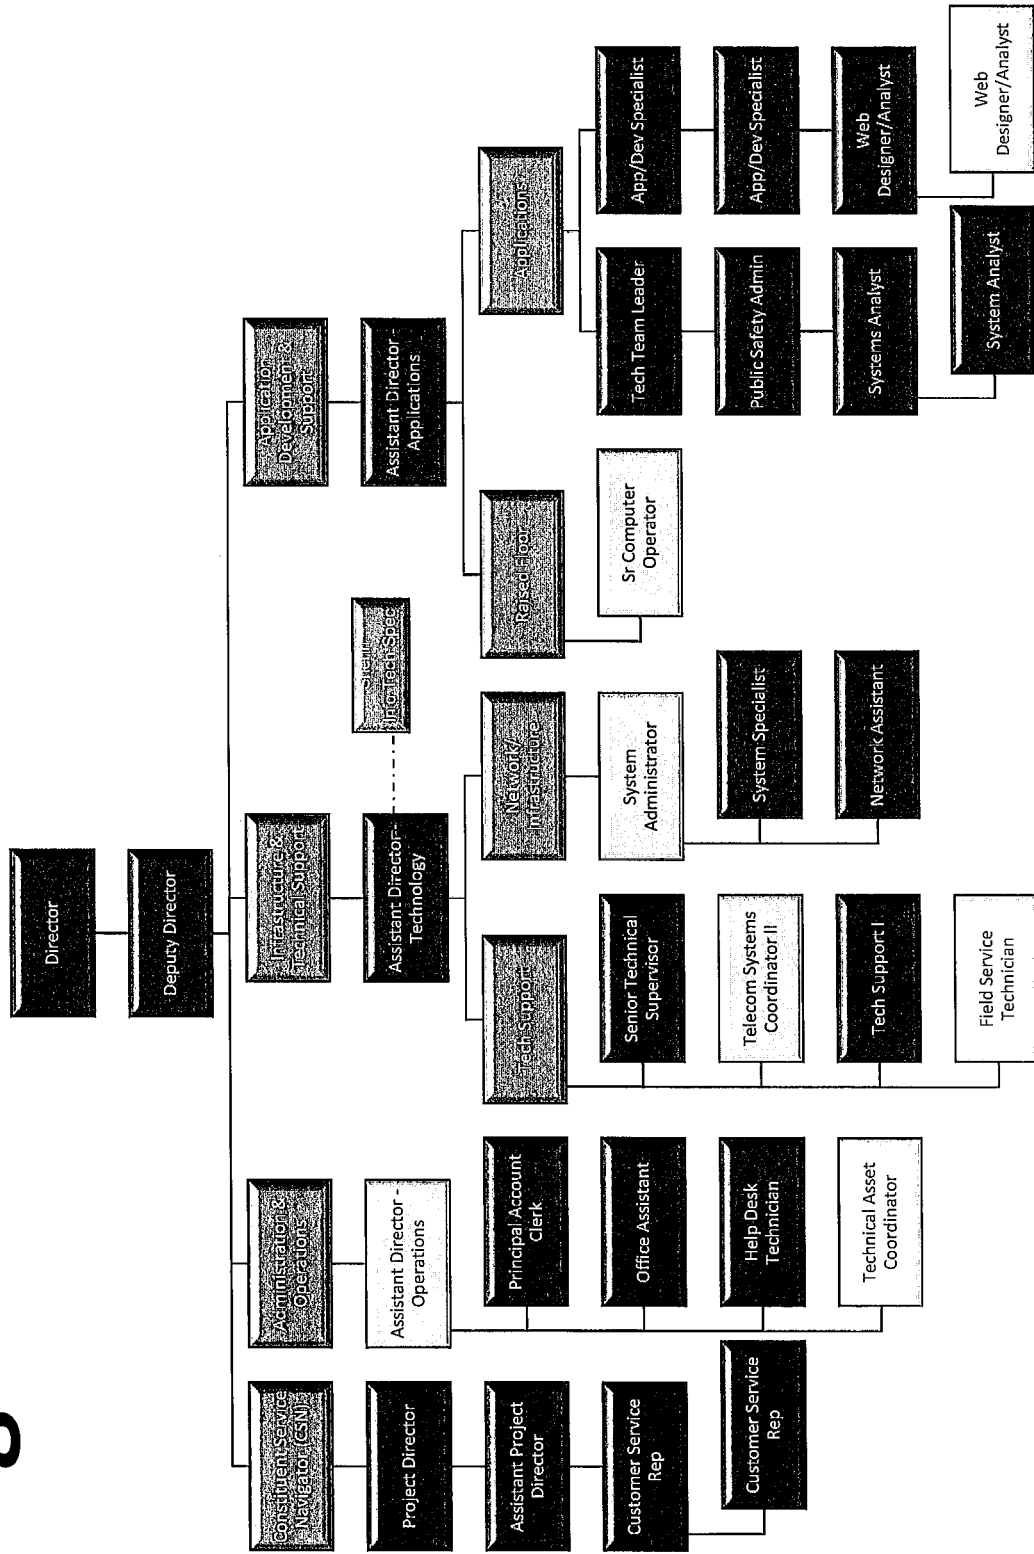 Director
Deputy Director
Constituent Service
Navigator (CSN)
Project Director
Assistant Project
Director
Customer Service
Rep
Customer Service
Rep
Administration &
Operations
Assistant Director -
Operations
Principal Account
Clerk
Office Assistant
Help Desk
Technician
Technical Asset
Coordinator
Infrastructure &
Technical Support
Assistant Director-
Technology
Info Tech Spec
Tech Support
Senior Technical
Supervisor
Telecom Systems
Coordinator II
Tech Support I
Field Service
Technician
Network/
Infrastructure
System
Administrator
System Specialist
Network Assistant
Application
Development &
Support
Assistant Director -
Applications
Raised Floor
Sr Computer
Operator
Applications
Tech Team Leader
Public Safety Admin
Systems Analyst
System Analyst
App/Dev Specialist
App/Dev Specialist
Web
Designer/Analyst
Web
Designer/Analyst